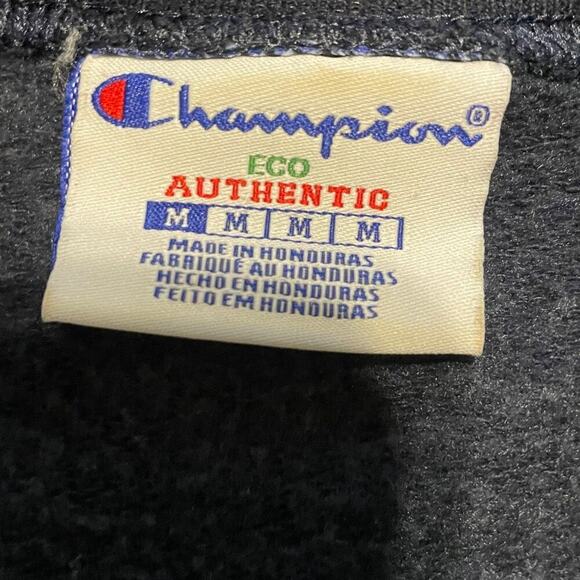 Champion®
ECO
AUTHENTIC
M M M M
MADE IN HONDURAS
FABRIQUÉ AU HONDURAS
HECHO EN HONDURAS
FEITO EM HONDURAS